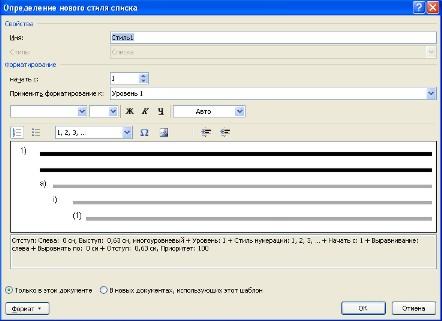 Определение нового стиля списка
Свойства
Имя: Стиль1
Стиль: Списка
Форматирование
начать с: 1
Применить форматирование к: Уровень 1
Ж К Ч Авто
1, 2, 3, ... Ω
1)
a)
i)
(1)
Отступ: Слева: 0 см, Выступ: 0,63 см, многоуровневый + Уровень: 1 + Стиль нумерации: 1, 2, 3, ... + Начать с: 1 + Выравнивание:
слева + Выровнять по: 0 см + Отступ: 0,63 см, Приоритет: 100
Только в этом документе В новых документах, использующих этот шаблон
Формат ОК Отмена